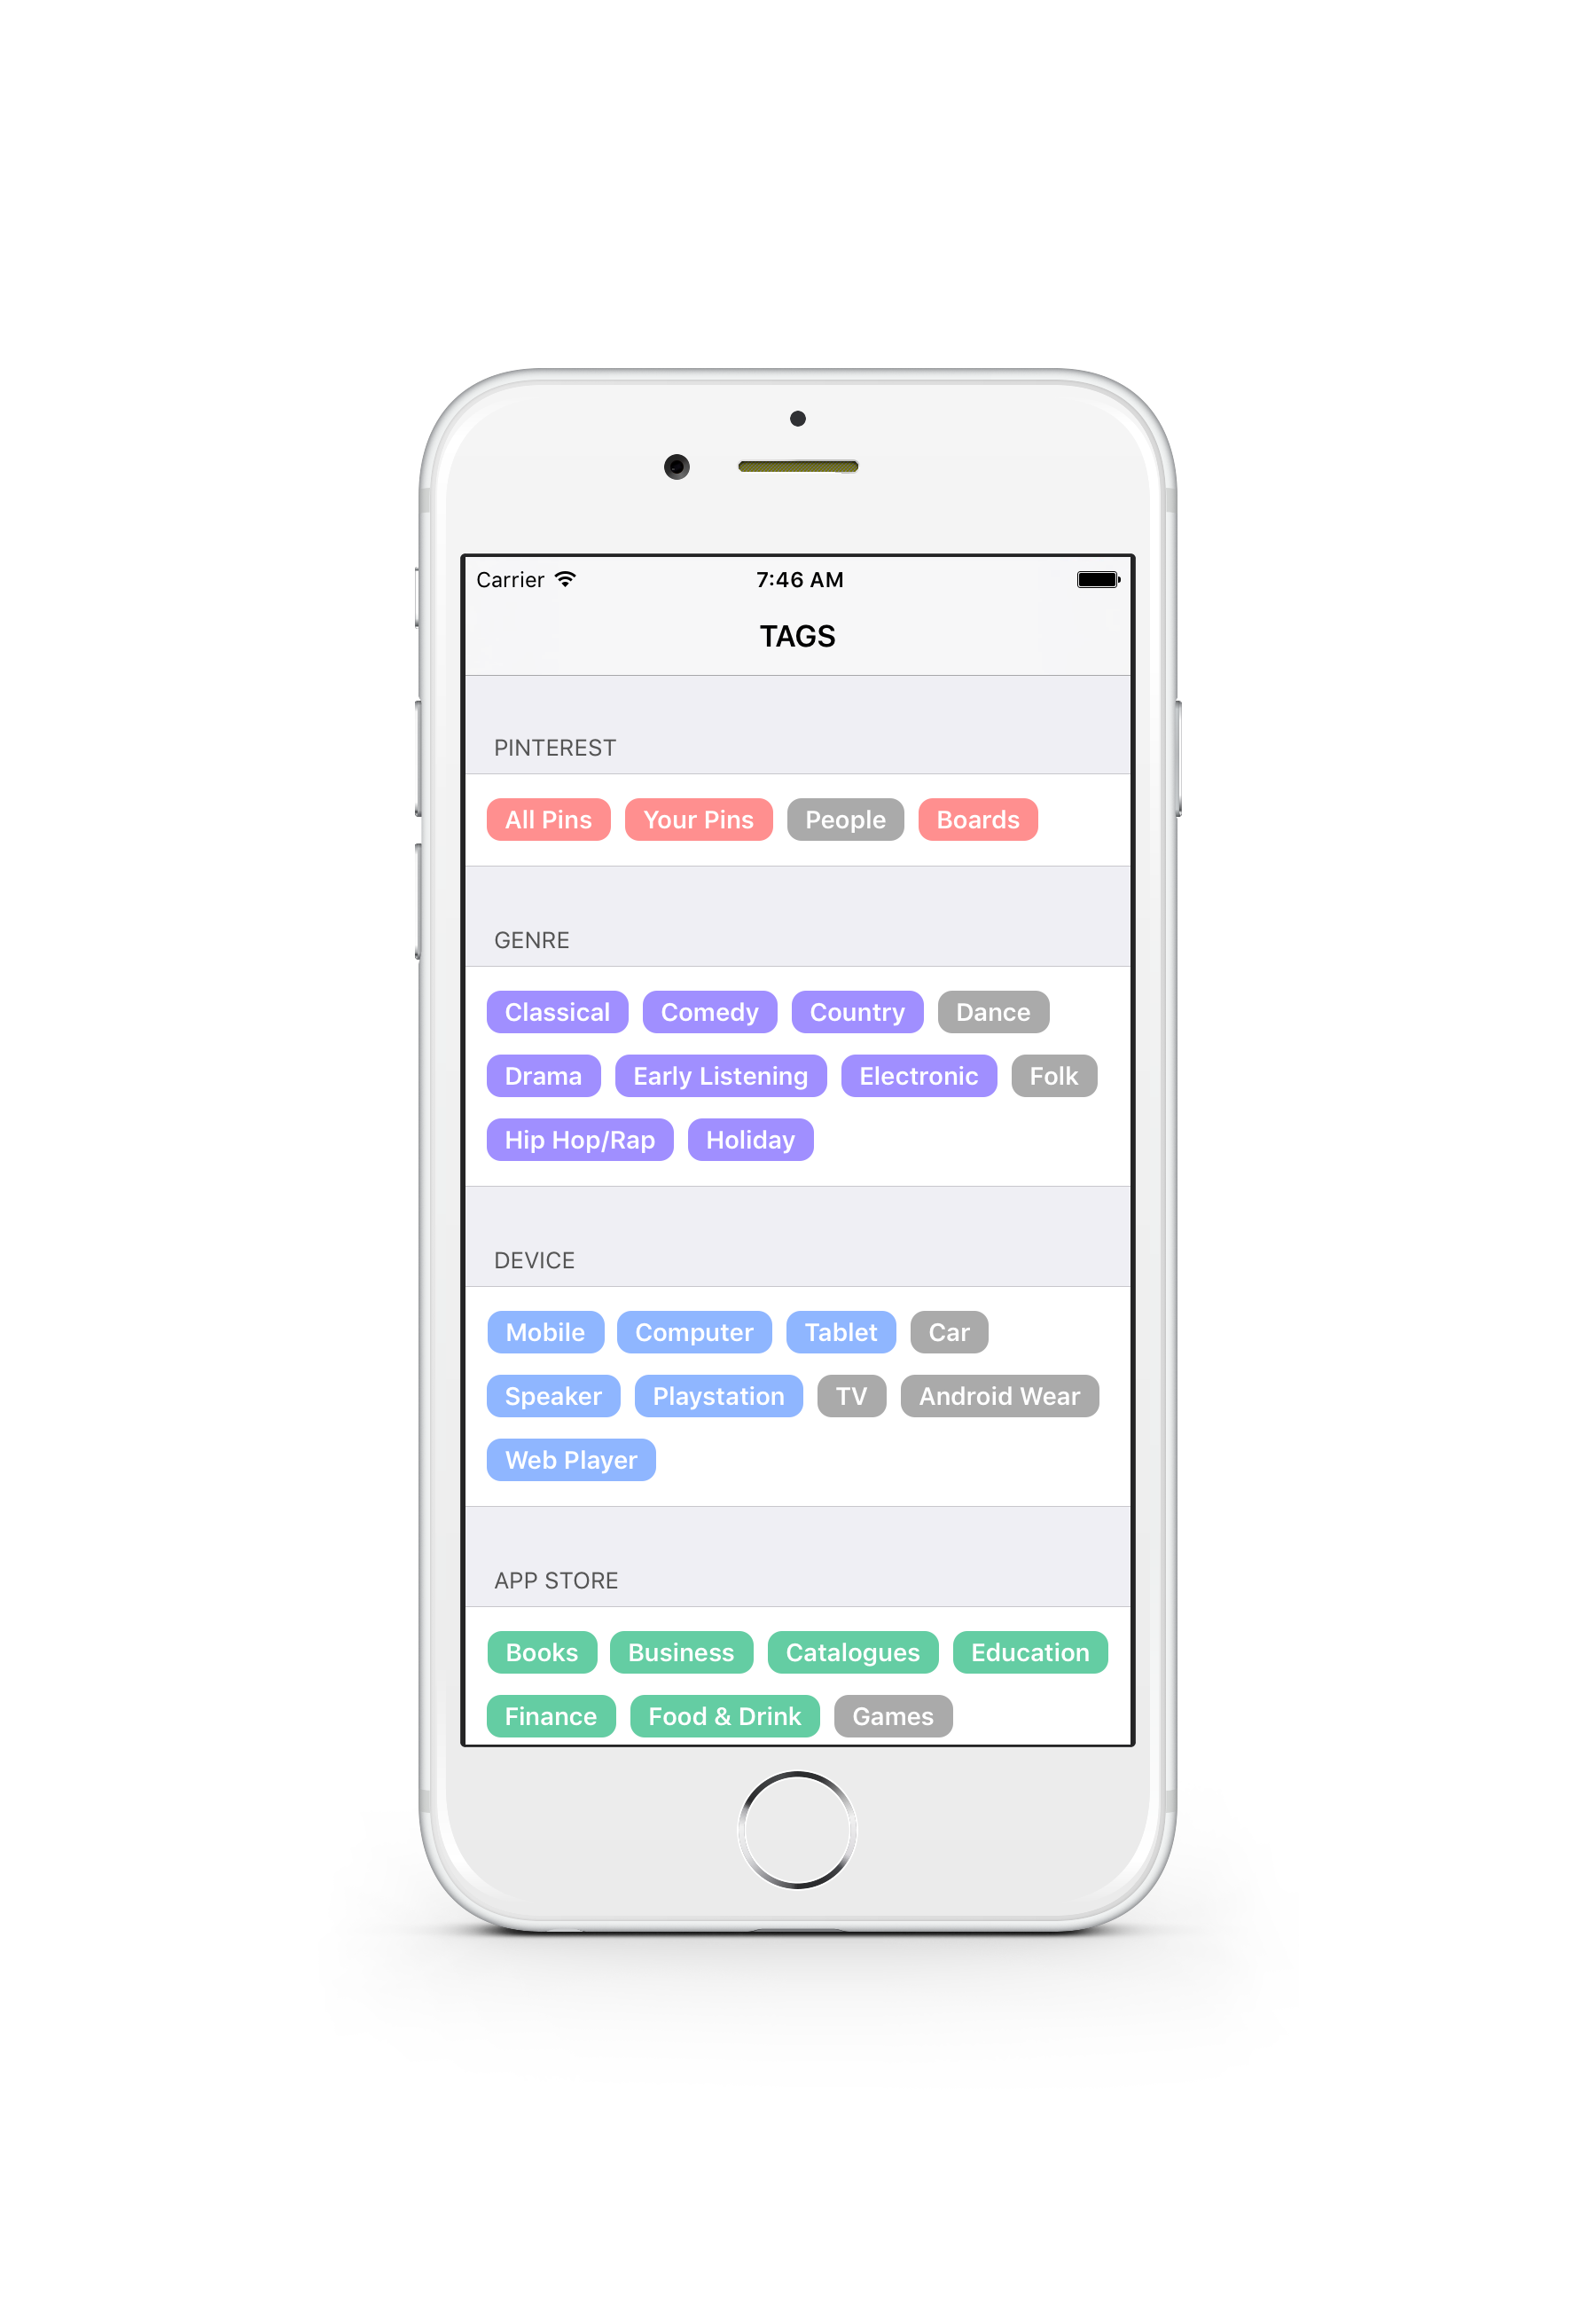 Carrier 7:46 AM
TAGS
PINTEREST
All Pins Your Pins People Boards
GENRE
Classical Comedy Country Dance
Drama Early Listening Electronic Folk
Hip Hop/Rap Holiday
DEVICE
Mobile Computer Tablet Car
Speaker Playstation TV Android Wear
Web Player
APP STORE
Books Business Catalogues Education
Finance Food & Drink Games